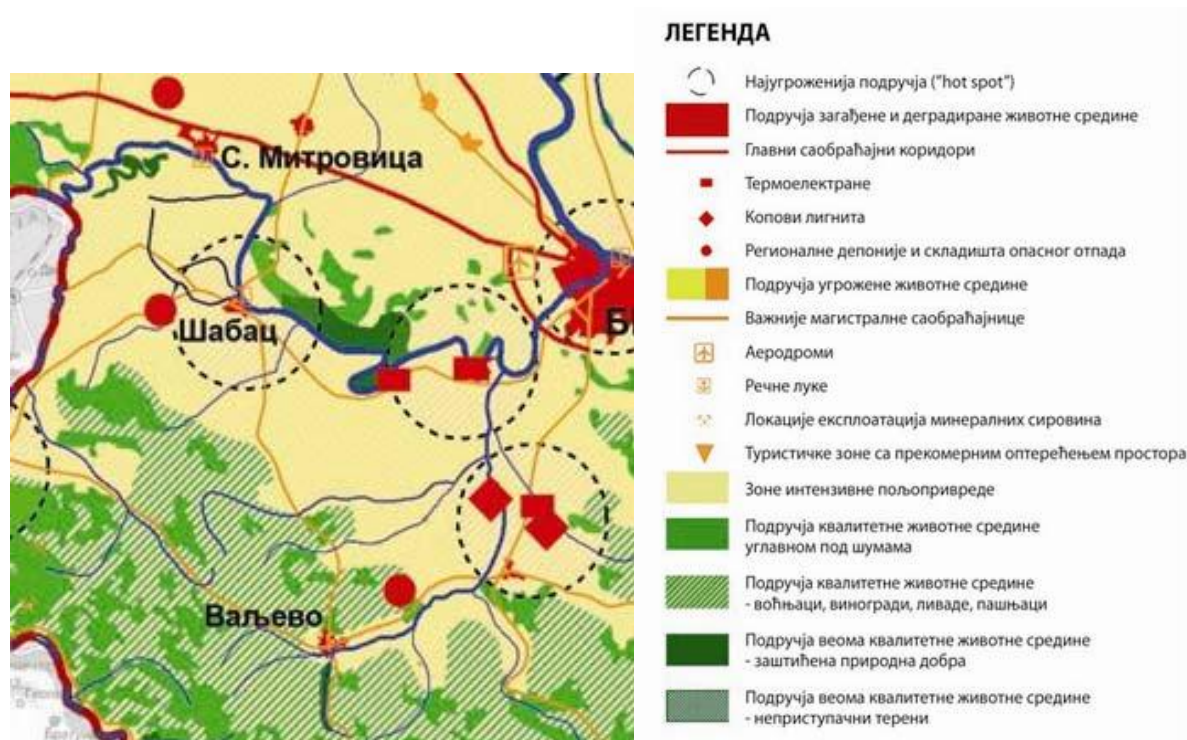 С. Митровица
Шабац
Ваљево
ЛЕГЕНДА
Најугроженија подручја ("hot spot")
Подручја загађене и деградиране животне средине
Главни саобраћајни коридори
Термоелектране
Копови лигнита
Регионалне депоније и складишта опасног отпада
Подручја угрожене животне средине
Важније магистралне саобраћајнице
Аеродроми
Речне луке
Локације експлоатација минералних сировина
Туристичке зоне са прекомерним оптерећењем простора
Зоне интензивне пољопривреде
Подручја квалитетне животне средине
углавном под шумама
Подручја квалитетне животне средине
- воћњаци, виногради, ливаде, пашњаци
Подручја веома квалитетне животне средине
- заштићена природна добра
Подручја веома квалитетне животне средине
- неприступачни терени